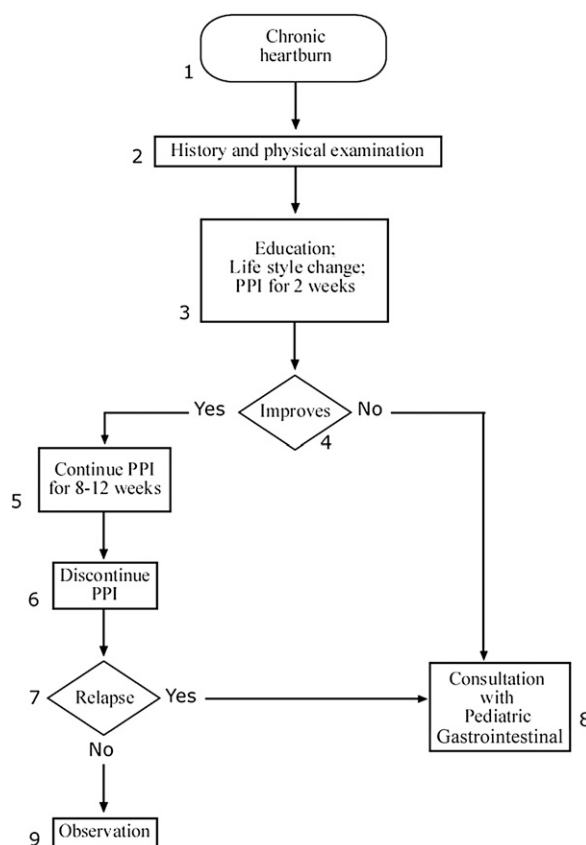 Chronic
heartburn
1
2
History and physical examination
Education;
Life style change;
PPI for 2 weeks
3
Yes
Improves
No
4
Continue PPI
for 8-12 weeks
5
6
Discontinue
PPI
7
Relapse
Yes
Consultation
with
Pediatric
Gastrointestinal
8
No
9
Observation